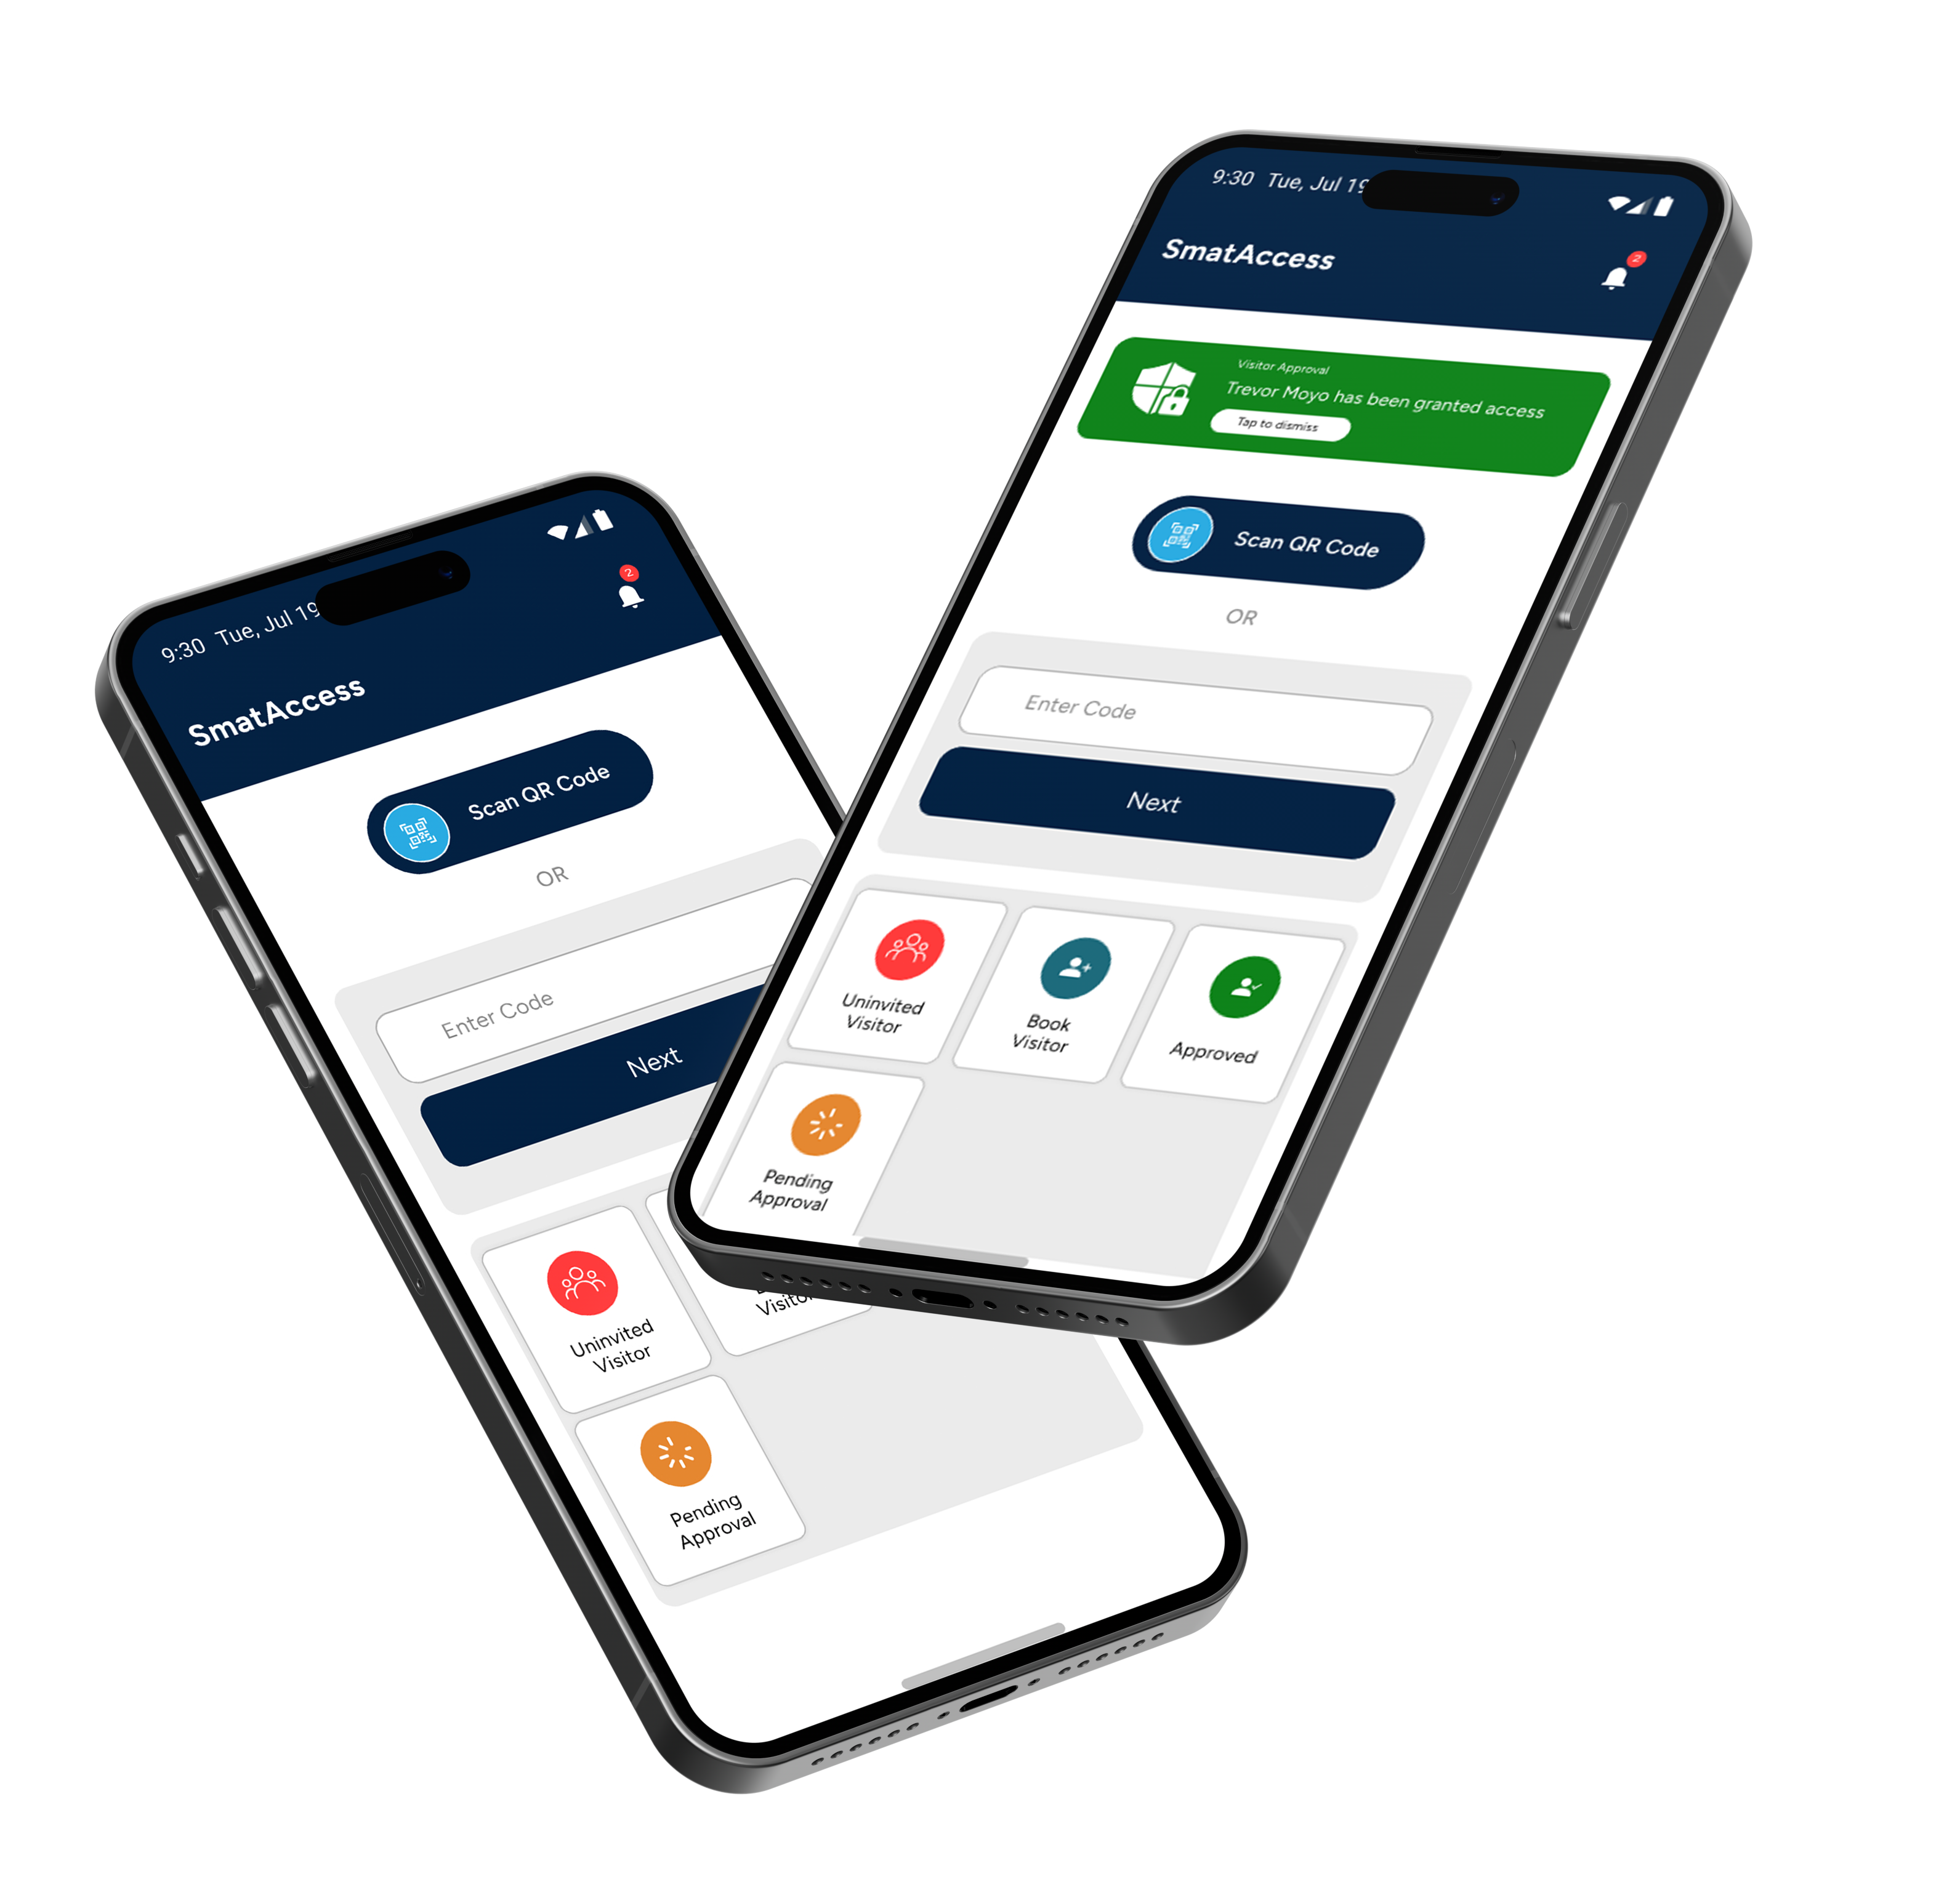 9:30 Tue, Jul 19
SmatAccess
2
Scan QR Code
OR
Enter Code
Next
Uninvited
Visitor
Visitor
Pending
Approval
9:30 Tue, Jul 19
SmatAccess
2
Visitor Approval
Trevor Moyo has been granted access
Tap to dismiss
Scan QR Code
OR
Enter Code
Next
Uninvited
Visitor
Book
Visitor
Approved
Pending
Approval